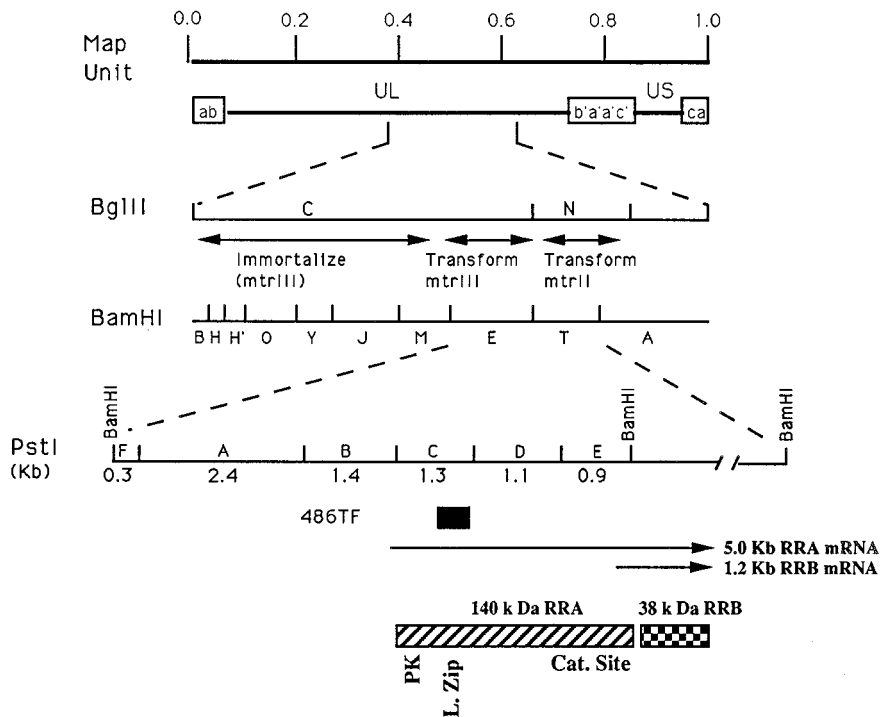 0.0 0.2 0.4 0.6 0.8 1.0
Map
Unit
UL US
ab b'a'a'c' ca
BglII C N
Immortalize Transform Transform
(mtrIII) mtrIII mtrII
BamHI
B H H' O Y J M E T A
BamHI BamHI BamHI
PstI F A B C D E
(Kb) 0.3 2.4 1.4 1.3 1.1 0.9
486TF
5.0 Kb RRA mRNA
1.2 Kb RRB mRNA
140 k Da RRA 38 k Da RRB
PK L. Zip Cat. Site